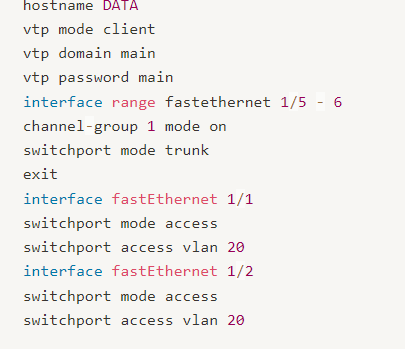 hostname DATA
vtp mode client
vtp domain main
vtp password main
interface range fastethernet 1/5 - 6
channel-group 1 mode on
switchport mode trunk
exit
interface fastEthernet 1/1
switchport mode access
switchport access vlan 20
interface fastEthernet 1/2
switchport mode access
switchport access vlan 20